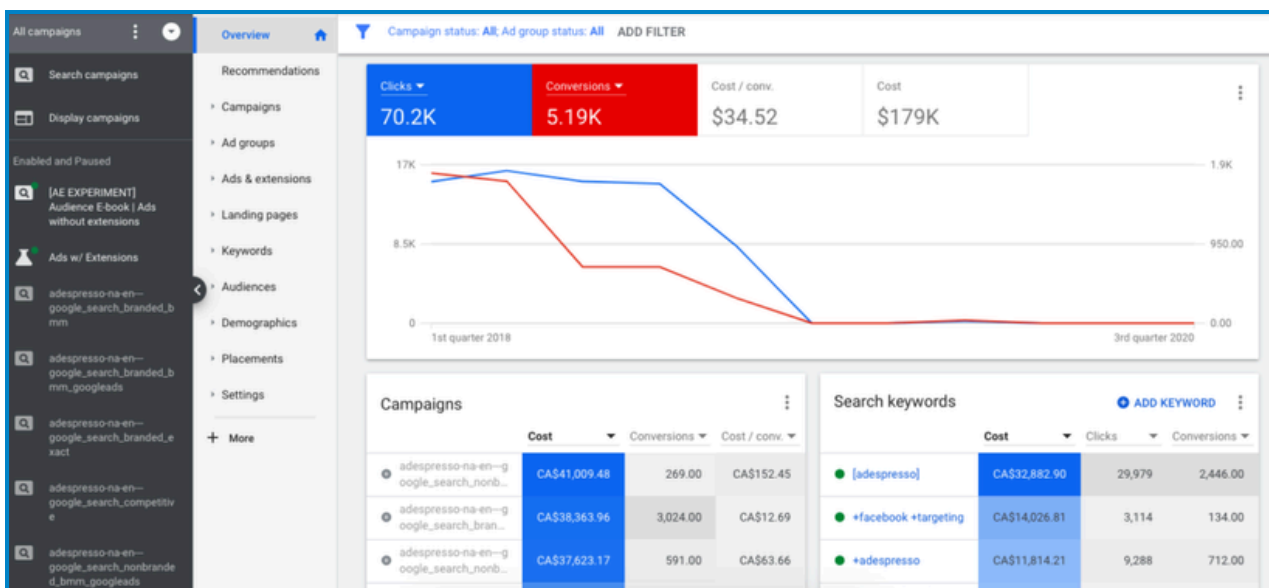 All campaigns
Search campaigns
Display campaigns
Enabled and Paused
[AE EXPERIMENT]
Audience E-book | Ads
without extensions
Ads w/ Extensions
adespresso-na-en---
google_search_branded_b
mm
adespresso-na-en---
google_search_branded_b
mm_googleads
adespresso-na-en---
google_search_branded_e
xact
adespresso-na-en---
google_search_competitiv
e
adespresso-na-en---
google_search_nonbrande
d_bmm_googleads
Overview
Recommendations
Campaigns
Ad groups
Ads & extensions
Landing pages
Keywords
Audiences
Demographics
Placements
Settings
+ More
Campaign status: All; Ad group status: All ADD FILTER
Clicks Conversions Cost / conv. Cost
70.2K 5.19K $34.52 $179K
17K 1.9K
8.5K 950.00
0 0.00
1st quarter 2018 3rd quarter 2020
Campaigns
Cost Conversions Cost / conv.
adespresso-na-en---g
oogle_search_nonb... CA$41,009.48 269.00 CA$152.45
adespresso-na-en---g
oogle_search_bran... CA$38,363.96 3,024.00 CA$12.69
adespresso-na-en---g
oogle_search_nonb... CA$37,623.17 591.00 CA$63.66
Search keywords ADD KEYWORD
Cost Clicks Conversions
[adespresso] CA$32,882.90 29,979 2,446.00
+facebook +targeting CA$14,026.81 3,114 134.00
+adespresso CA$11,814.21 9,288 712.00